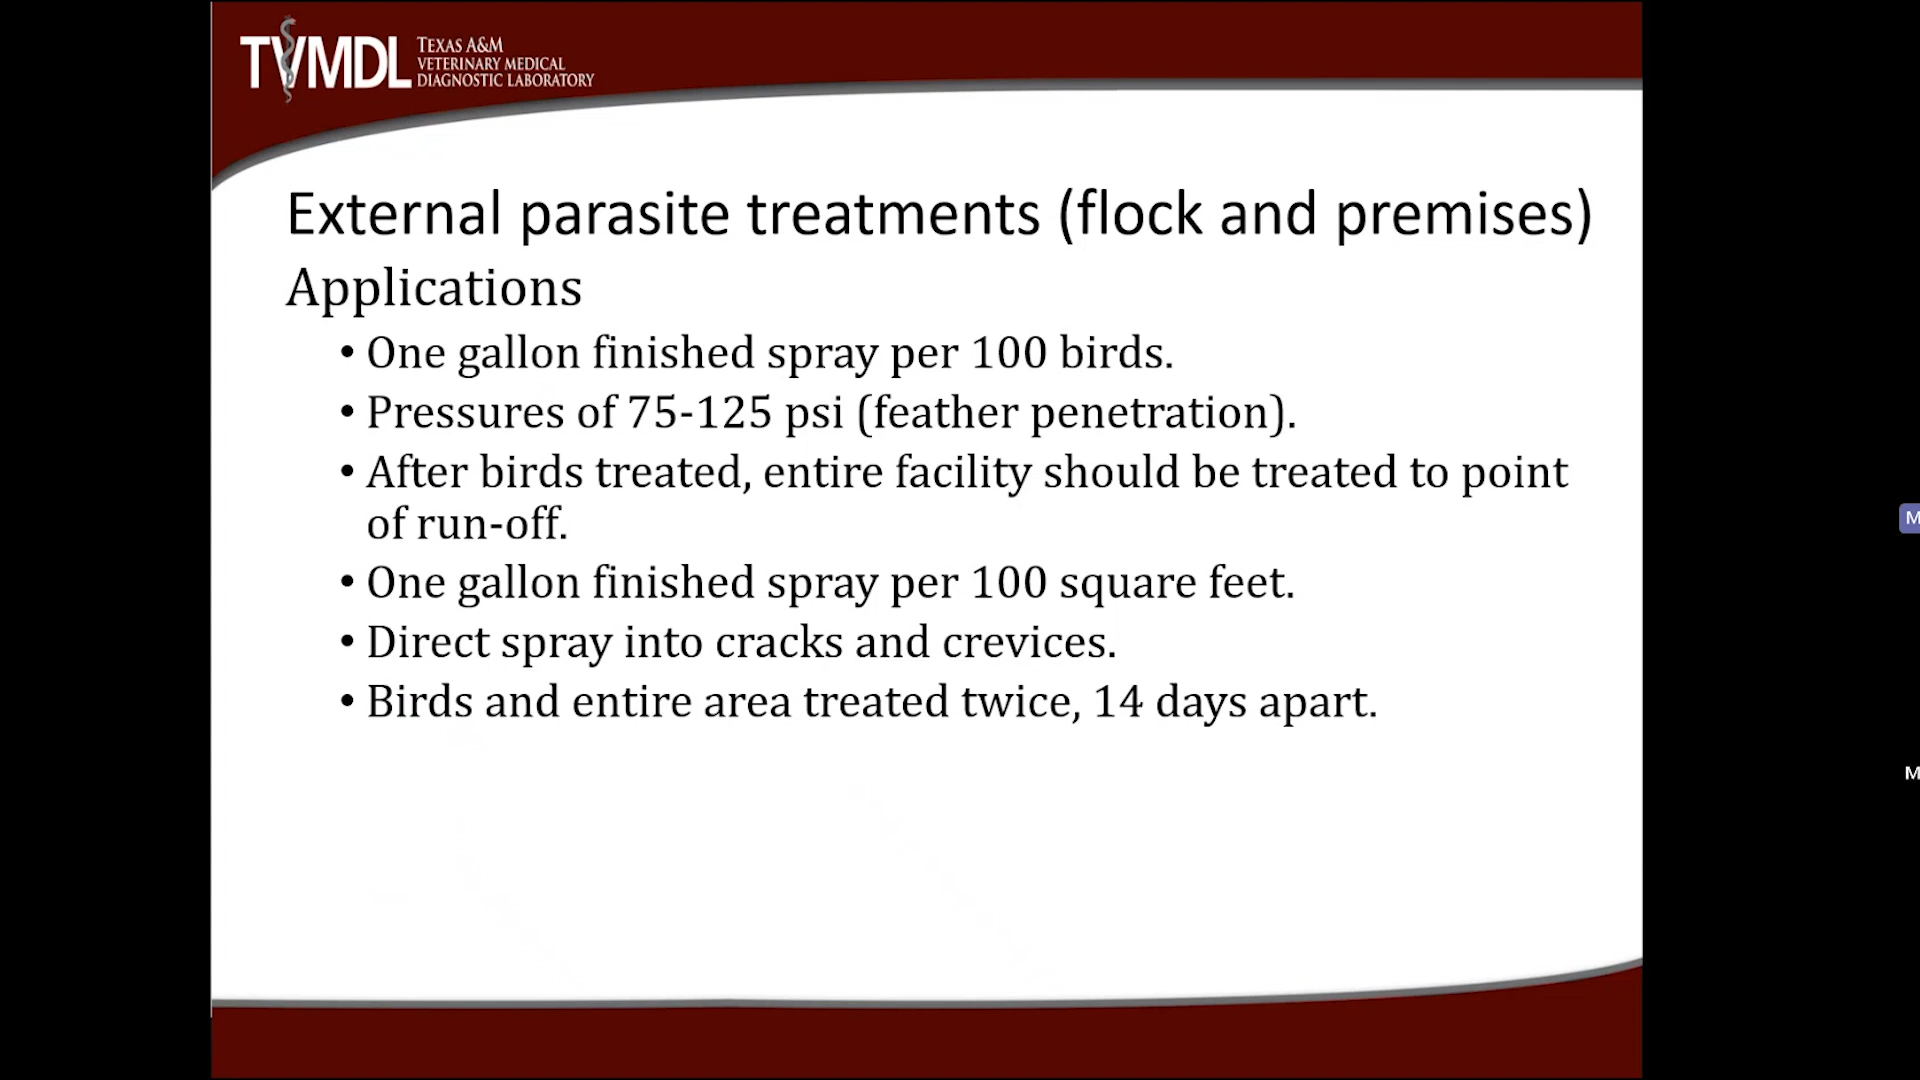 TVMDL
TEXAS A&M
VETERINARY MEDICAL
DIAGNOSTIC LABORATORY
External parasite treatments (flock and premises)
Applications
• One gallon finished spray per 100 birds.
• Pressures of 75-125 psi (feather penetration).
• After birds treated, entire facility should be treated to point
of run-off.
• One gallon finished spray per 100 square feet.
• Direct spray into cracks and crevices.
• Birds and entire area treated twice, 14 days apart.
M
M